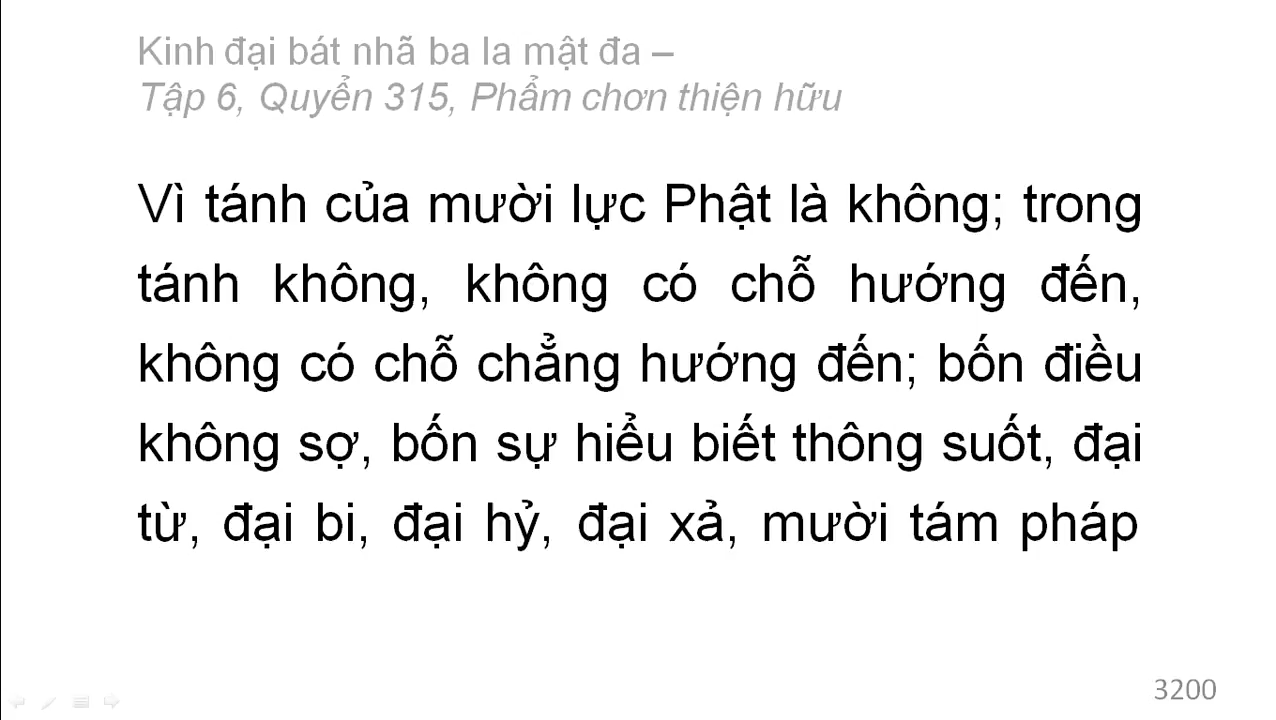 Kinh đại bát nhã ba la mật đa –
Tập 6, Quyển 315, Phẩm chơn thiện hữu
Vì tánh của mười lực Phật là không; trong
tánh không, không có chỗ hướng đến,
không có chỗ chẳng hướng đến; bốn điều
không sợ, bốn sự hiểu biết thông suốt, đại
từ, đại bi, đại hỷ, đại xả, mười tám pháp
3200